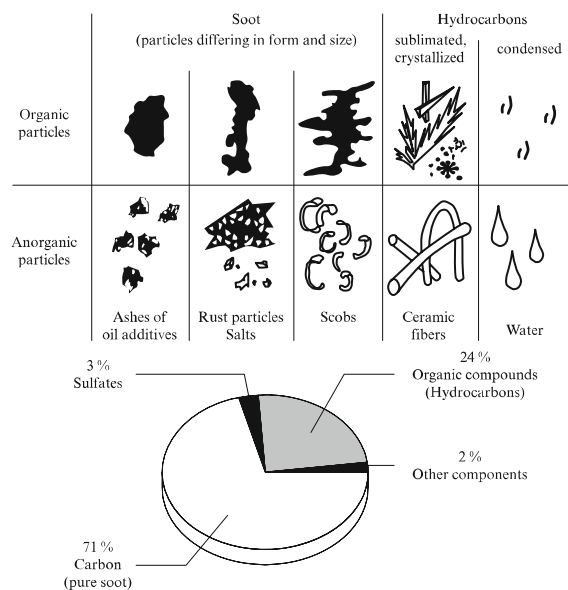 Soot
(particles differing in form and size)
Hydrocarbons
sublimated,
crystallized
condensed
Organic
particles
Anorganic
particles
Ashes of
oil additives
Rust particles
Salts
Scobs
Ceramic
fibers
Water
3 %
Sulfates
24 %
Organic compounds
(Hydrocarbons)
2 %
Other components
71 %
Carbon
(pure soot)